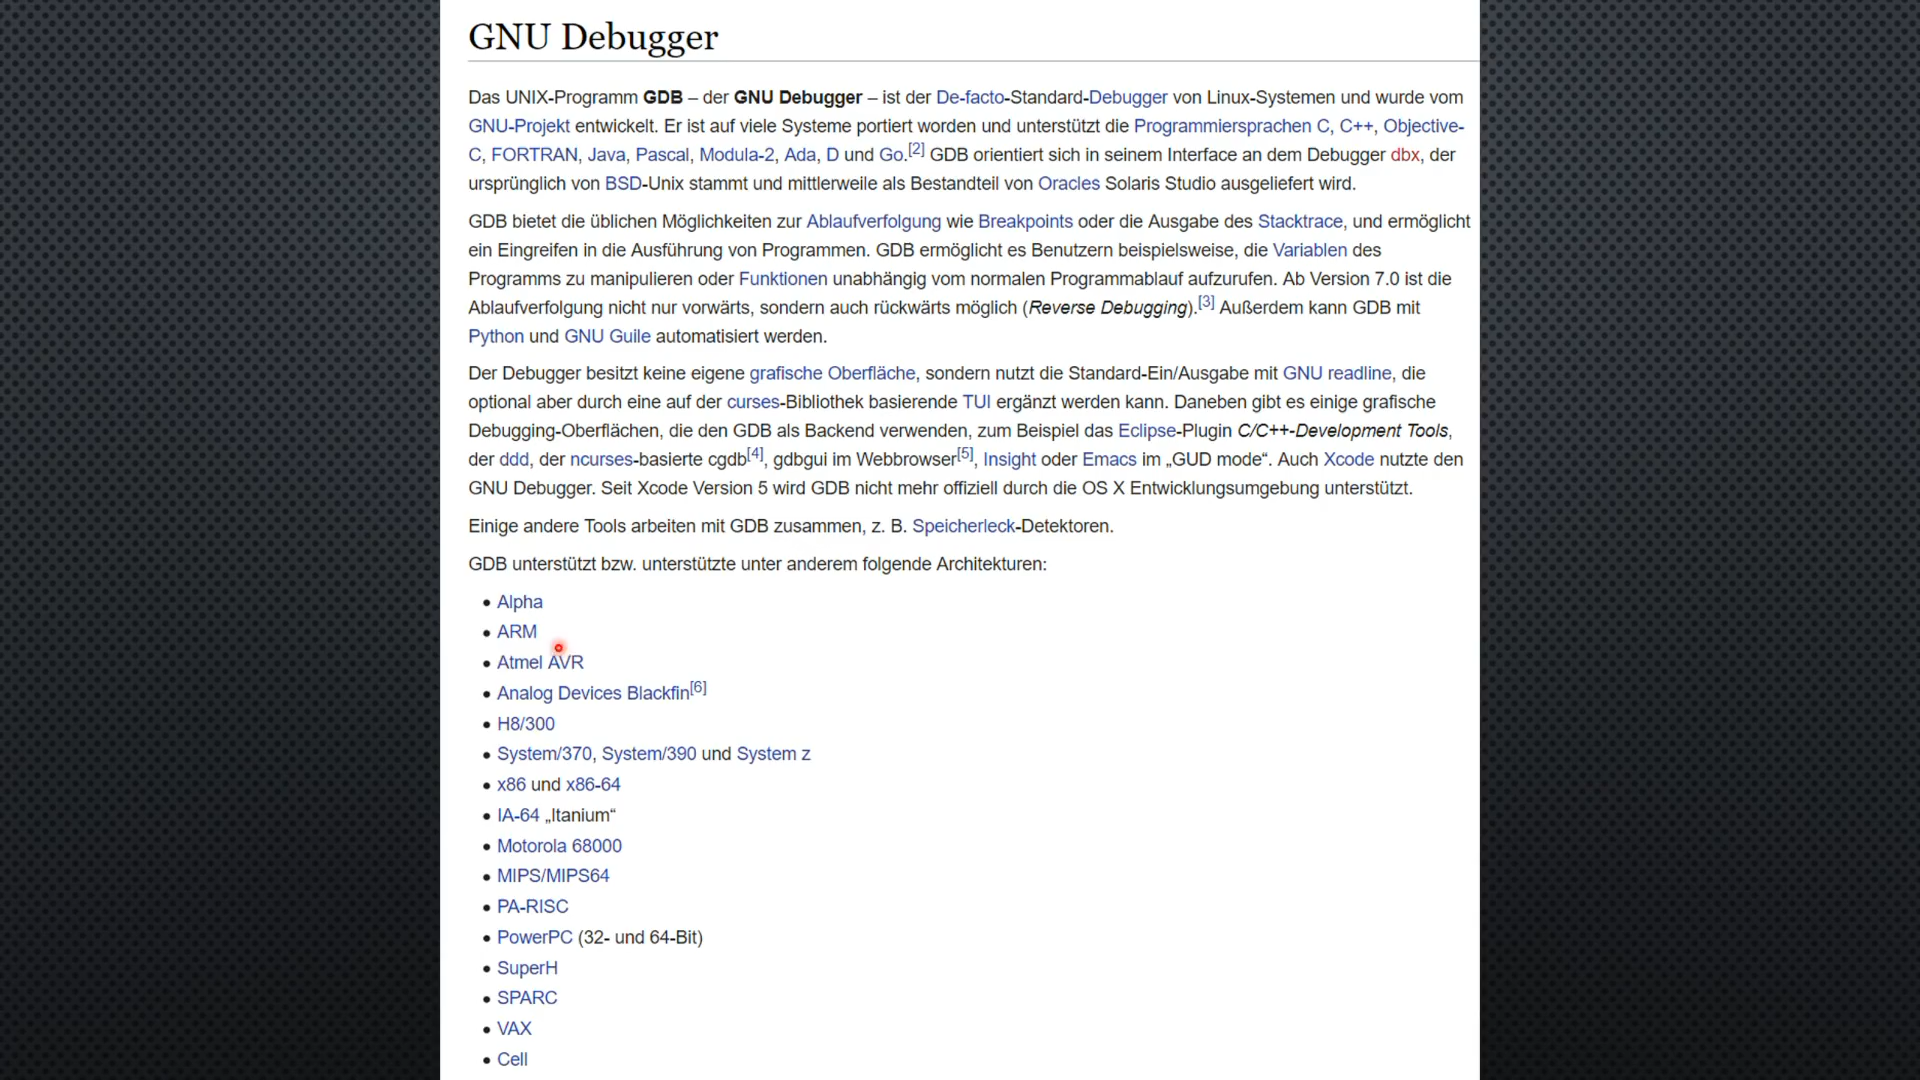 GNU Debugger
Das UNIX-Programm GDB – der GNU Debugger – ist der De-facto-Standard-Debugger von Linux-Systemen und wurde vom
GNU-Projekt entwickelt. Er ist auf viele Systeme portiert worden und unterstützt die Programmiersprachen C, C++, Objective-
C, FORTRAN, Java, Pascal, Modula-2, Ada, D und Go.[2] GDB orientiert sich in seinem Interface an dem Debugger dbx, der
ursprünglich von BSD-Unix stammt und mittlerweile als Bestandteil von Oracles Solaris Studio ausgeliefert wird.
GDB bietet die üblichen Möglichkeiten zur Ablaufverfolgung wie Breakpoints oder die Ausgabe des Stacktrace, und ermöglicht
ein Eingreifen in die Ausführung von Programmen. GDB ermöglicht es Benutzern beispielsweise, die Variablen des
Programms zu manipulieren oder Funktionen unabhängig vom normalen Programmablauf aufzurufen. Ab Version 7.0 ist die
Ablaufverfolgung nicht nur vorwärts, sondern auch rückwärts möglich (Reverse Debugging).[3] Außerdem kann GDB mit
Python und GNU Guile automatisiert werden.
Der Debugger besitzt keine eigene grafische Oberfläche, sondern nutzt die Standard-Ein/Ausgabe mit GNU readline, die
optional aber durch eine auf der curses-Bibliothek basierende TUI ergänzt werden kann. Daneben gibt es einige grafische
Debugging-Oberflächen, die den GDB als Backend verwenden, zum Beispiel das Eclipse-Plugin C/C++-Development Tools,
der ddd, der ncurses-basierte cgdb[4], gdbgui im Webbrowser[5], Insight oder Emacs im „GUD mode“. Auch Xcode nutzte den
GNU Debugger. Seit Xcode Version 5 wird GDB nicht mehr offiziell durch die OS X Entwicklungsumgebung unterstützt.
Einige andere Tools arbeiten mit GDB zusammen, z. B. Speicherleck-Detektoren.
GDB unterstützt bzw. unterstützte unter anderem folgende Architekturen:
• Alpha
• ARM
• Atmel AVR
• Analog Devices Blackfin[6]
• H8/300
• System/370, System/390 und System z
• x86 und x86-64
• IA-64 „Itanium“
• Motorola 68000
• MIPS/MIPS64
• PA-RISC
• PowerPC (32- und 64-Bit)
• SuperH
• SPARC
• VAX
• Cell